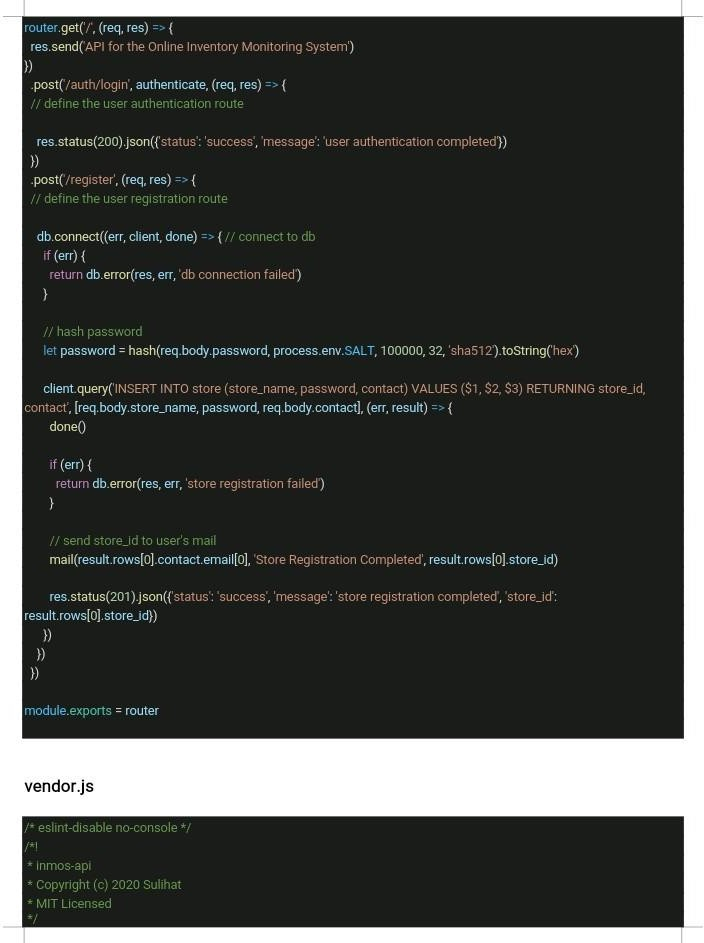 router.get('/', (req, res) => {
  res.send('API for the Online Inventory Monitoring System')
})
  .post('/auth/login', authenticate, (req, res) => {
  // define the user authentication route

    res.status(200).json({'status': 'success', 'message': 'user authentication completed'})
  })
  .post('/register', (req, res) => {
  // define the user registration route

    db.connect((err, client, done) => { // connect to db
      if (err) {
        return db.error(res, err, 'db connection failed')
      }

      // hash password
      let password = hash(req.body.password, process.env.SALT, 100000, 32, 'sha512').toString('hex')

      client.query('INSERT INTO store (store_name, password, contact) VALUES ($1, $2, $3) RETURNING store_id,
contact', [req.body.store_name, password, req.body.contact], (err, result) => {
        done()

        if (err) {
          return db.error(res, err, 'store registration failed')
        }

        // send store_id to user's mail
        mail(result.rows[0].contact.email[0], 'Store Registration Completed', result.rows[0].store_id)

        res.status(201).json({'status': 'success', 'message': 'store registration completed', 'store_id':
result.rows[0].store_id})
      })
    })
  })

module.exports = router

vendor.js

/* eslint-disable no-console */
/*!
 * inmos-api
 * Copyright (c) 2020 Sulihat
 * MIT Licensed
 */